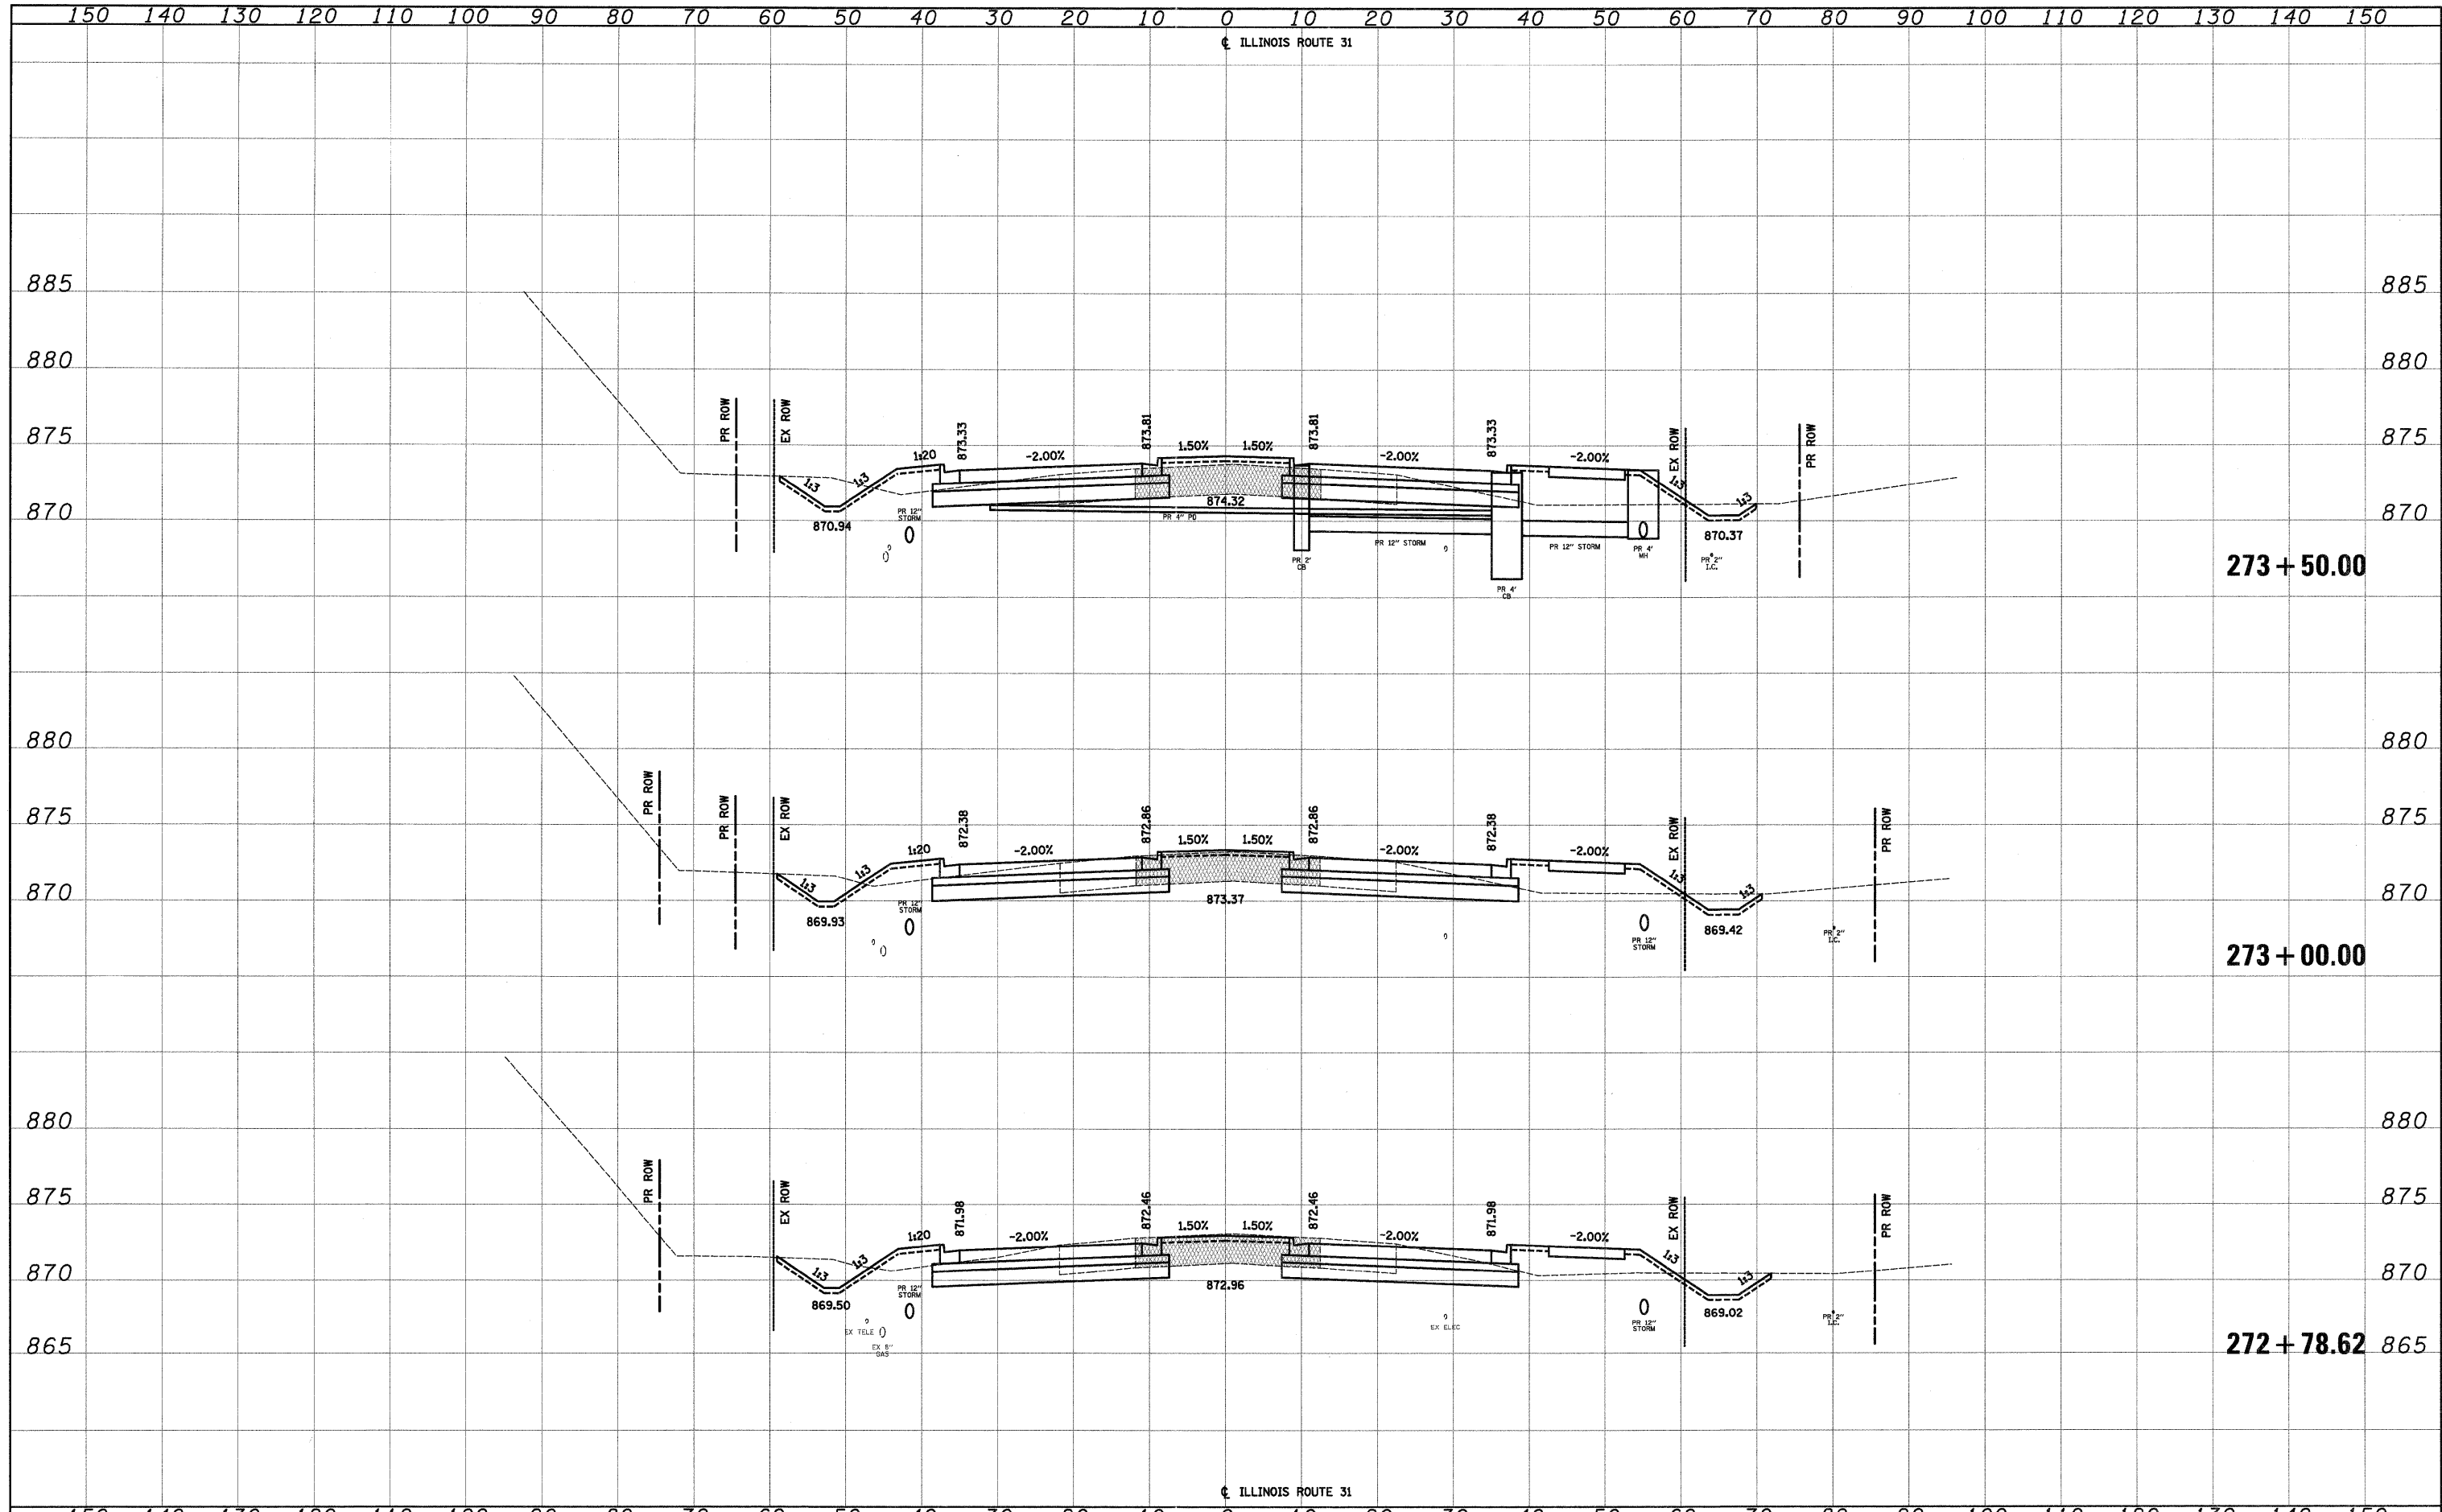 150 140 130 120 110 100 90 80 70 60 50 40 30 20 10 0 10 20 30 40 50 60 70 80 90 100 110 120 130 140 150
℄ ILLINOIS ROUTE 31
885 885
880 880
875 PR ROW EX ROW 1:20 873.33 -2.00% 873.81 1.50% 1.50% 873.81 -2.00% 873.33 -2.00% EX ROW PR ROW 875
1:3 1:3 1:3 1:3
870 870.94 PR 12" STORM 874.32 PR 4" PD 870.37 870
PR 2' CB PR 12" STORM PR 4' CB PR 12" STORM PR 4' MH PR 2" I.C.
273+50.00
880 880
875 PR ROW PR ROW EX ROW 1:20 872.38 -2.00% 872.86 1.50% 1.50% 872.86 -2.00% 872.38 -2.00% EX ROW PR ROW 875
1:3 1:3 1:3 1:3
870 869.93 PR 12" STORM 873.37 PR 12" STORM 869.42 PR 2" I.C. 870
273+00.00
880 880
875 PR ROW EX ROW 1:20 871.98 -2.00% 872.46 1.50% 1.50% 872.46 -2.00% 871.98 -2.00% EX ROW PR ROW 875
1:3 1:3 1:3 1:3
870 869.50 PR 12" STORM 872.96 PR 12" STORM 869.02 PR 2" I.C. 870
EX TELE EX 8" GAS EX ELEC
865 272+78.62 865
℄ ILLINOIS ROUTE 31